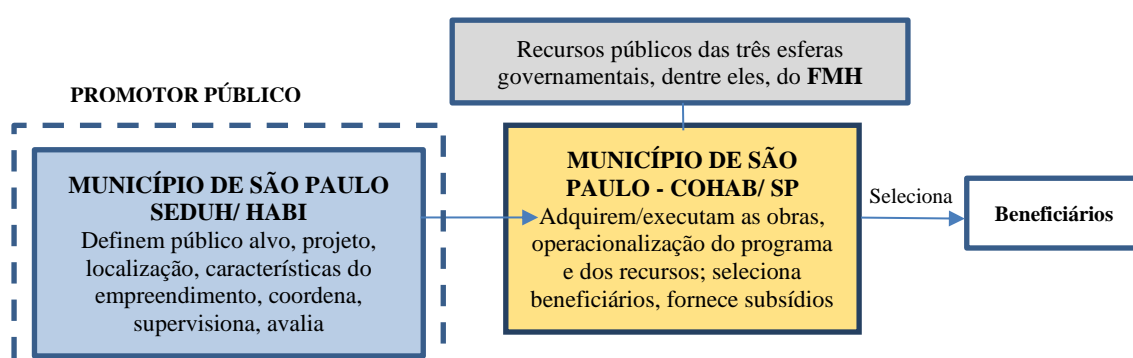 Recursos públicos das três esferas
governamentais, dentre eles, do FMH
PROMOTOR PÚBLICO
MUNICÍPIO DE SÃO PAULO
SEDUH/ HABI
Definem público alvo, projeto,
localização, características do
empreendimento, coordena,
supervisiona, avalia
MUNICÍPIO DE SÃO
PAULO - COHAB/ SP
Adquirem/executam as obras,
operacionalização do programa
e dos recursos; seleciona
beneficiários, fornece subsídios
Seleciona
Beneficiários